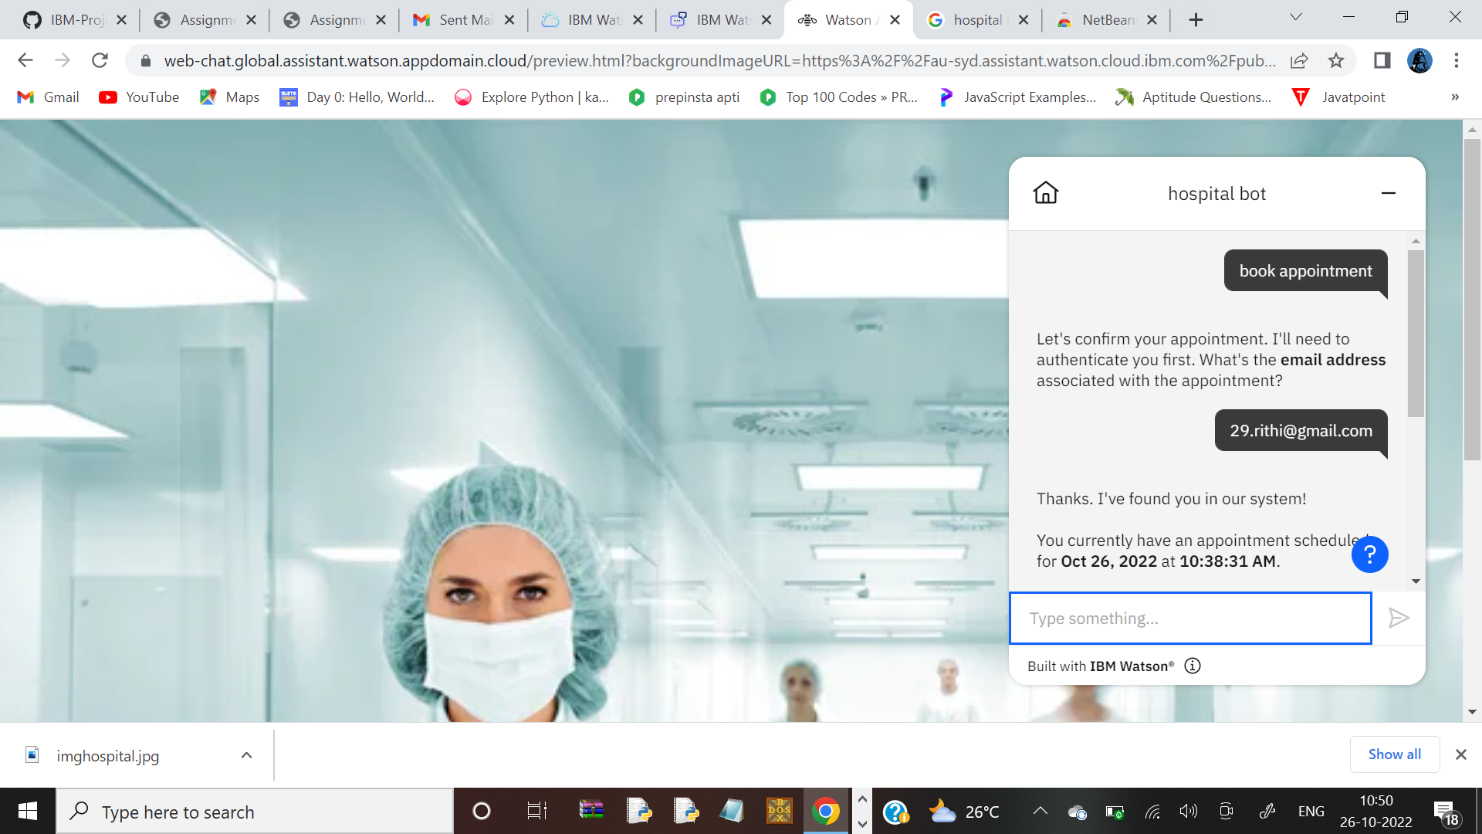 IBM-Proj
Assignm
Assignm
Sent Mai
IBM Wat
IBM Wat
Watson A
hospital
NetBean
web-chat.global.assistant.watson.appdomain.cloud/preview.html?backgroundImageURL=https%3A%2F%2Fau-syd.assistant.watson.cloud.ibm.com%2Fpub...
Gmail
YouTube
Maps
Day 0: Hello, World...
Explore Python | ka...
prepinsta apti
Top 100 Codes » PR...
JavaScript Examples...
Aptitude Questions...
Javatpoint
»
hospital bot
book appointment
Let's confirm your appointment. I'll need to
authenticate you first. What's the email address
associated with the appointment?
29.rithi@gmail.com
Thanks. I've found you in our system!
You currently have an appointment schedule
for Oct 26, 2022 at 10:38:31 AM.
?
Type something...
Built with IBM Watson®
imghospital.jpg
Show all
Type here to search
DOS
BX
26°C
ENG
10:50
26-10-2022
18